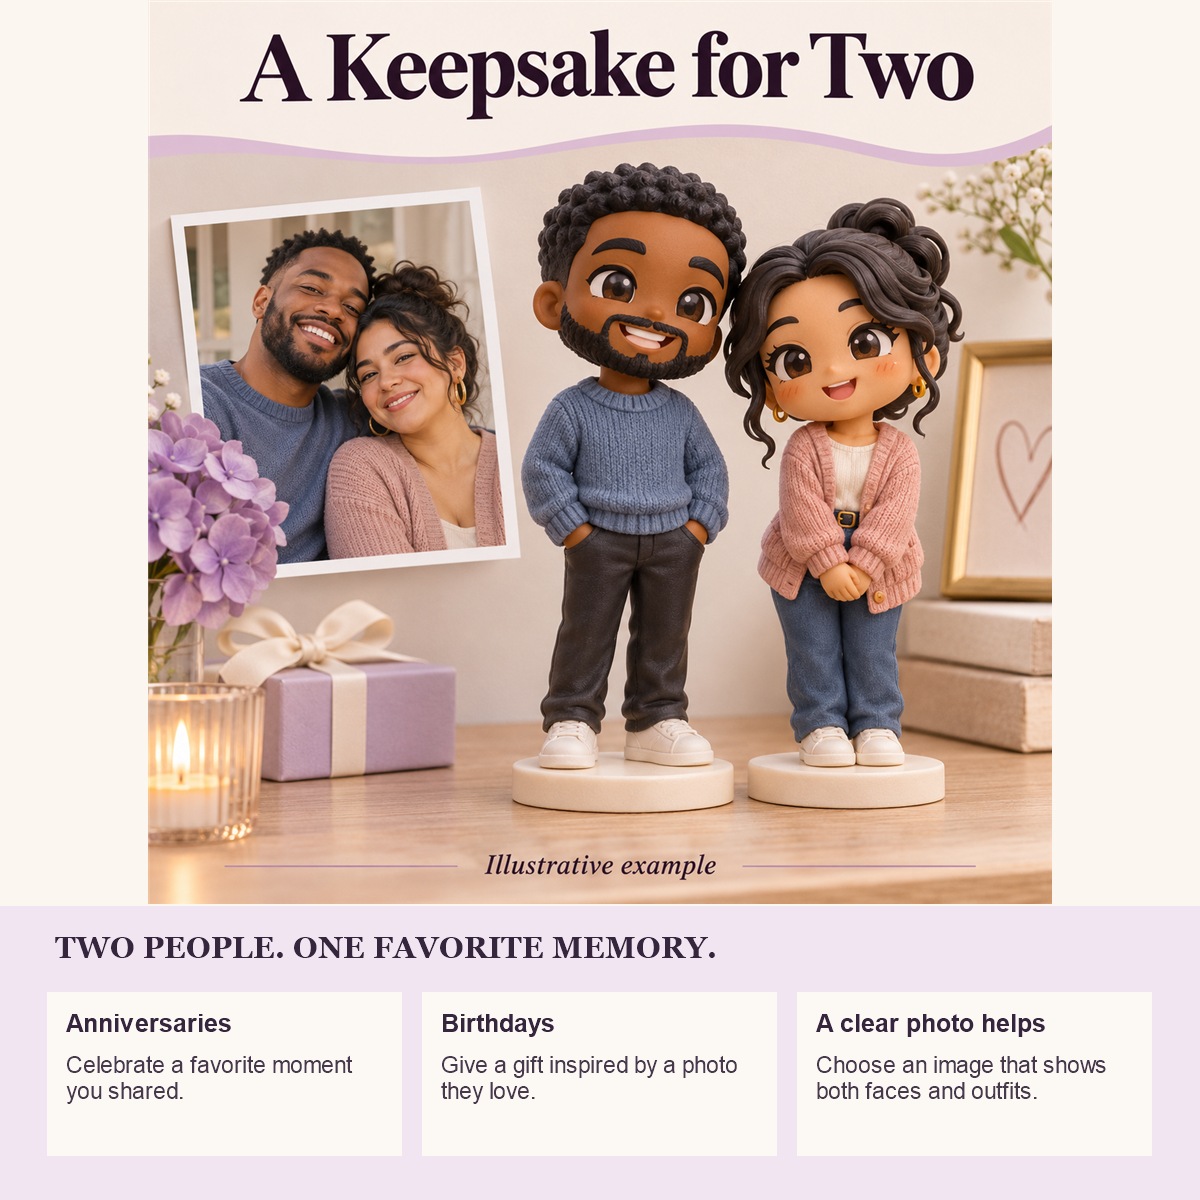 A Keepsake for Two
Illustrative example
TWO PEOPLE. ONE FAVORITE MEMORY.
Anniversaries
Celebrate a favorite moment
you shared.
Birthdays
Give a gift inspired by a photo
they love.
A clear photo helps
Choose an image that shows
both faces and outfits.